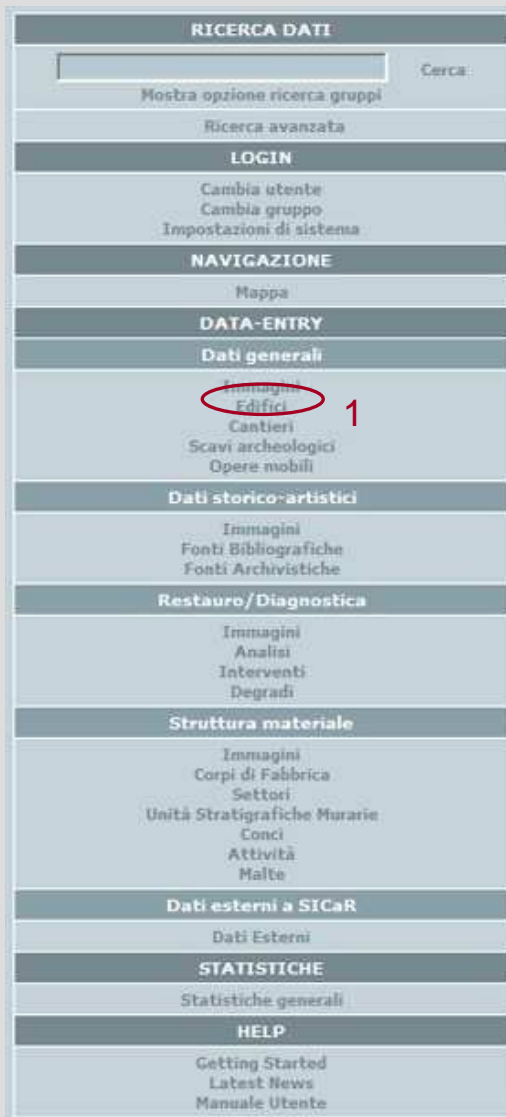 RICERCA DATI
Cerca
Mostra opzione ricerca gruppi
Ricerca avanzata
LOGIN
Cambia utente
Cambia gruppo
Impostazioni di sistema
NAVIGAZIONE
Mappa
DATA-ENTRY
Dati generali
Immagini
Edifici 1
Cantieri
Scavi archeologici
Opere mobili
Dati storico-artistici
Immagini
Fonti Bibliografiche
Fonti Archivistiche
Restauro/Diagnostica
Immagini
Analisi
Interventi
Degradi
Struttura materiale
Immagini
Corpi di Fabbrica
Settori
Unità Stratigrafiche Murarie
Conci
Attività
Malte
Dati esterni a SICaR
Dati Esterni
STATISTICHE
Statistiche generali
HELP
Getting Started
Latest News
Manuale Utente